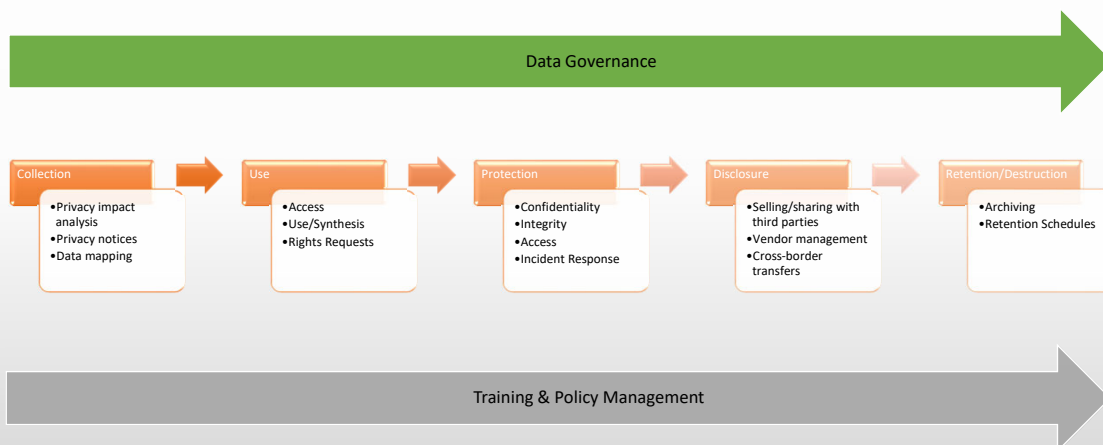 Data Governance
Collection
•Privacy impact
analysis
•Privacy notices
•Data mapping
Use
•Access
•Use/Synthesis
•Rights Requests
Protection
•Confidentiality
•Integrity
•Access
•Incident Response
Disclosure
•Selling/sharing with
third parties
•Vendor management
•Cross-border
transfers
Retention/Destruction
•Archiving
•Retention Schedules
Training & Policy Management